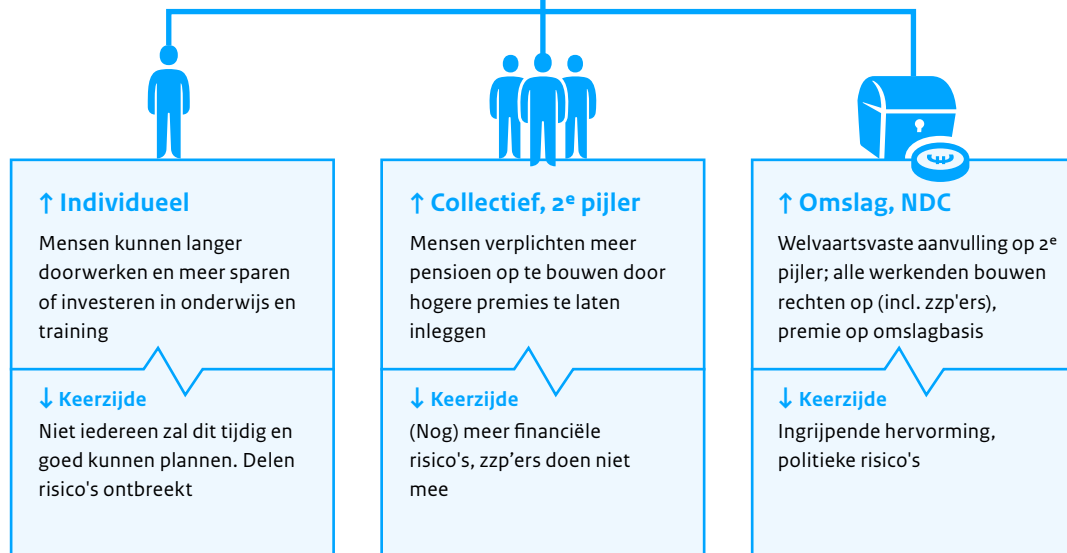 ↑ Individueel
Mensen kunnen langer
doorwerken en meer sparen
of investeren in onderwijs en
training
↓ Keerzijde
Niet iedereen zal dit tijdig en
goed kunnen plannen. Delen
risico's ontbreekt
↑ Collectief, 2ᵉ pijler
Mensen verplichten meer
pensioen op te bouwen door
hogere premies te laten
inleggen
↓ Keerzijde
(Nog) meer financiële
risico's, zzp’ers doen niet
mee
↑ Omslag, NDC
Welvaartsvaste aanvulling op 2ᵉ
pijler; alle werkenden bouwen
rechten op (incl. zzp'ers),
premie op omslagbasis
↓ Keerzijde
Ingrijpende hervorming,
politieke risico's